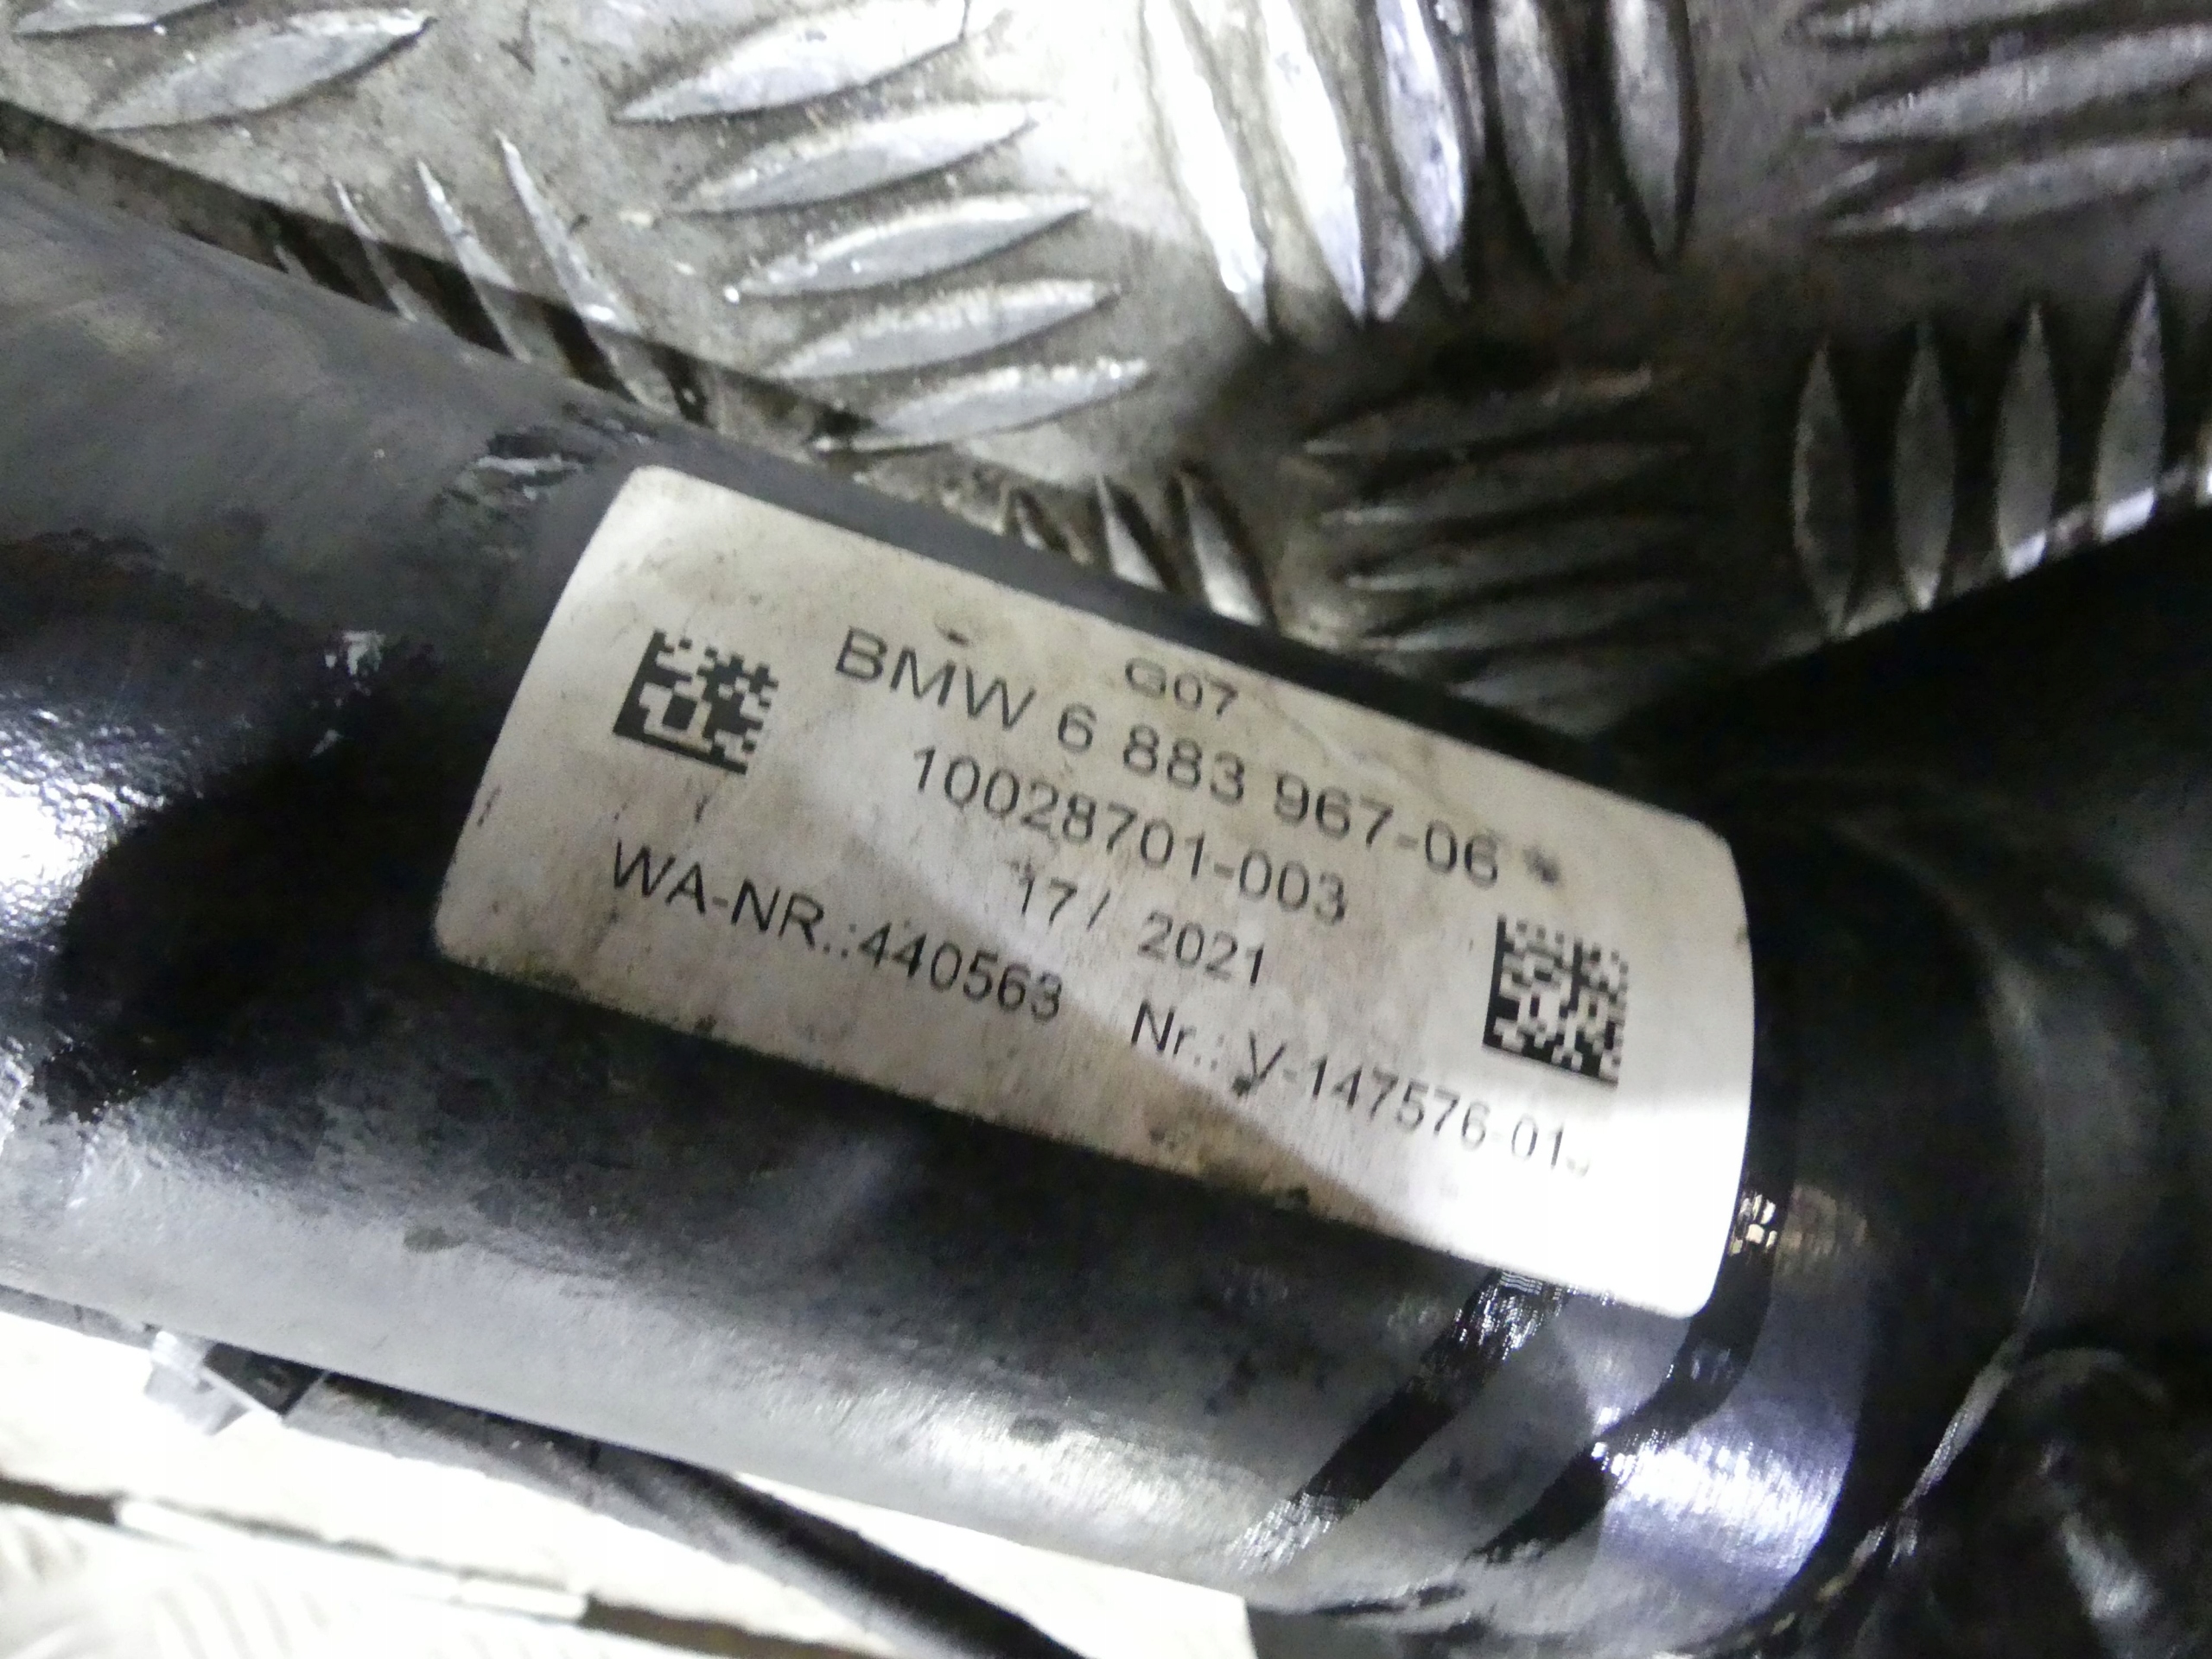 G07
BMW 6 883 967-06 *
10028701-003
17 / 2021
WA-NR.:440563 Nr.: V-147576-01